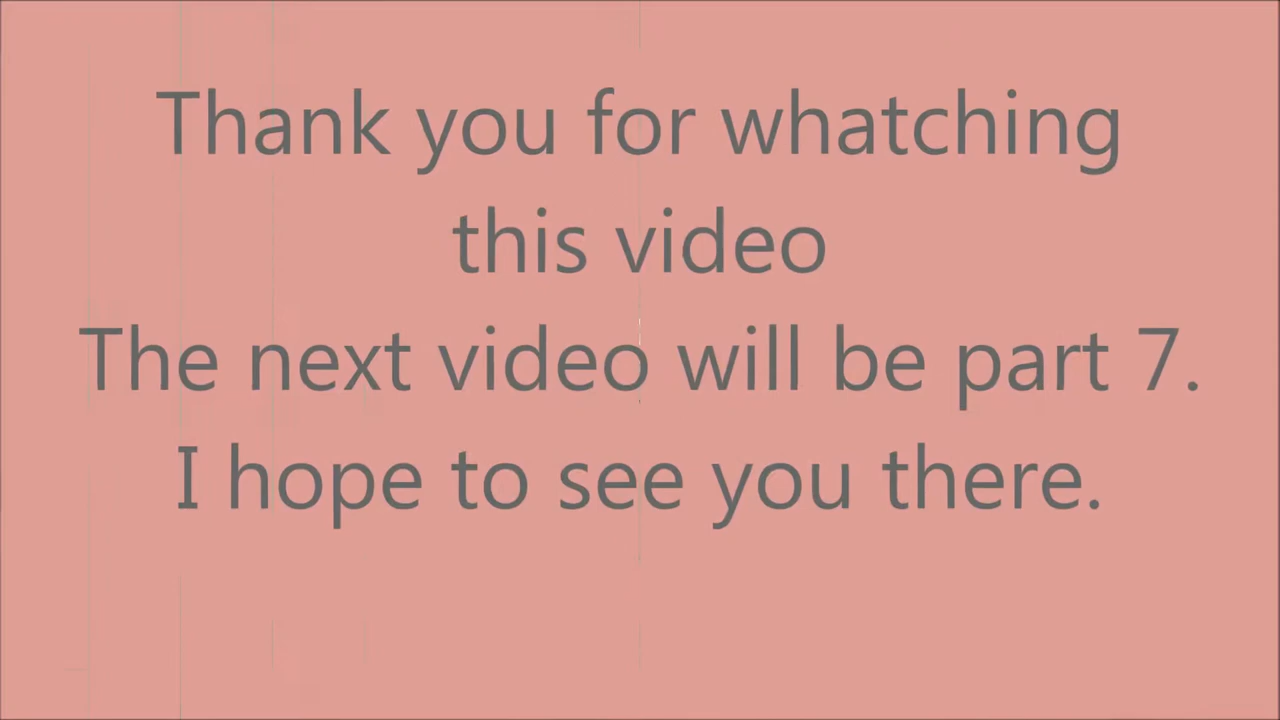 Thank you for whatching
this video
The next video will be part 7.
I hope to see you there.